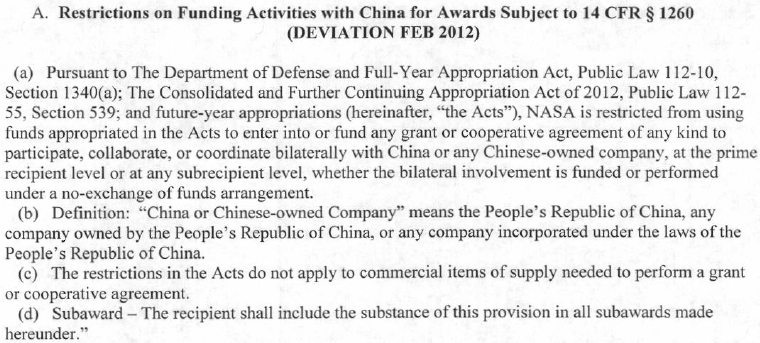 A. Restrictions on Funding Activities with China for Awards Subject to 14 CFR § 1260
(DEVIATION FEB 2012)
(a) Pursuant to The Department of Defense and Full-Year Appropriation Act, Public Law 112-10,
Section 1340(a); The Consolidated and Further Continuing Appropriation Act of 2012, Public Law 112-
55, Section 539; and future-year appropriations (hereinafter, “the Acts”), NASA is restricted from using
funds appropriated in the Acts to enter into or fund any grant or cooperative agreement of any kind to
participate, collaborate, or coordinate bilaterally with China or any Chinese-owned company, at the prime
recipient level or at any subrecipient level, whether the bilateral involvement is funded or performed
under a no-exchange of funds arrangement.
(b) Definition: “China or Chinese-owned Company” means the People’s Republic of China, any
company owned by the People’s Republic of China, or any company incorporated under the laws of the
People’s Republic of China.
(c) The restrictions in the Acts do not apply to commercial items of supply needed to perform a grant
or cooperative agreement.
(d) Subaward – The recipient shall include the substance of this provision in all subawards made
hereunder.”